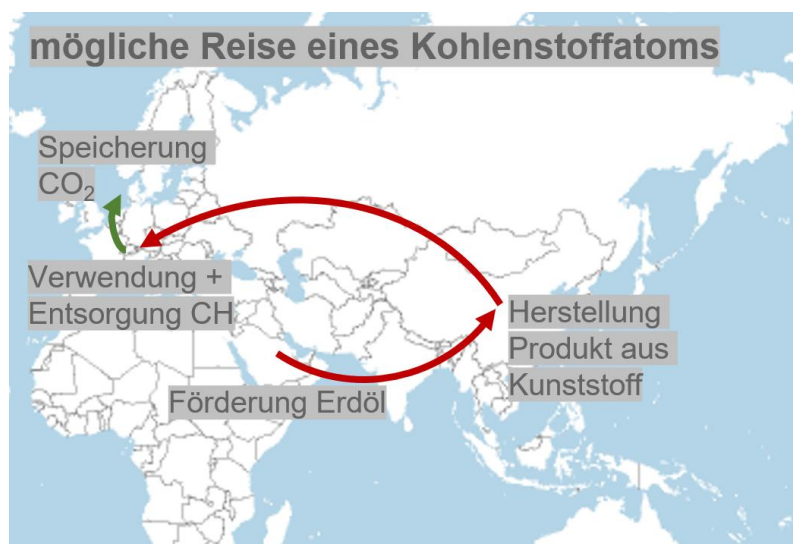 mögliche Reise eines Kohlenstoffatoms
Speicherung
CO₂
Verwendung +
Entsorgung CH
Herstellung
Produkt aus
Kunststoff
Förderung Erdöl